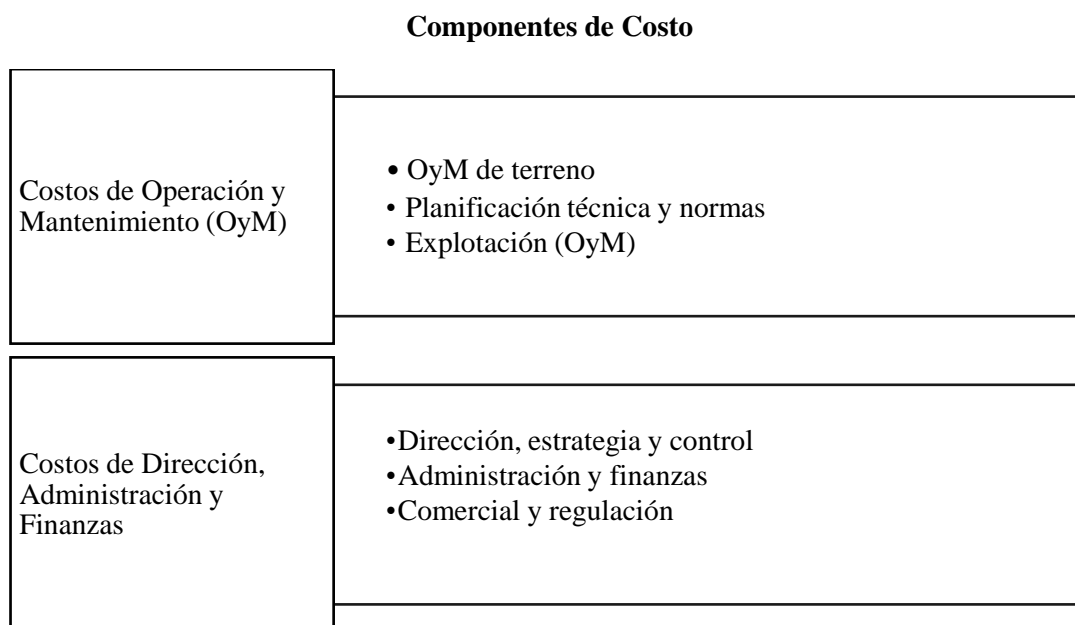 Componentes de Costo
Costos de Operación y
Mantenimiento (OyM)
• OyM de terreno
• Planificación técnica y normas
• Explotación (OyM)
Costos de Dirección,
Administración y
Finanzas
•Dirección, estrategia y control
•Administración y finanzas
•Comercial y regulación